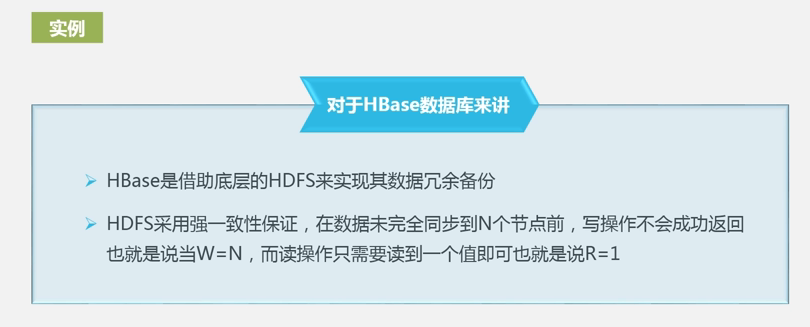 实例
对于HBase数据库来讲
HBase是借助底层的HDFS来实现其数据冗余备份
HDFS采用强一致性保证，在数据未完全同步到N个节点前，写操作不会成功返回
也就是说当W=N，而读操作只需要读到一个值即可也就是说R=1